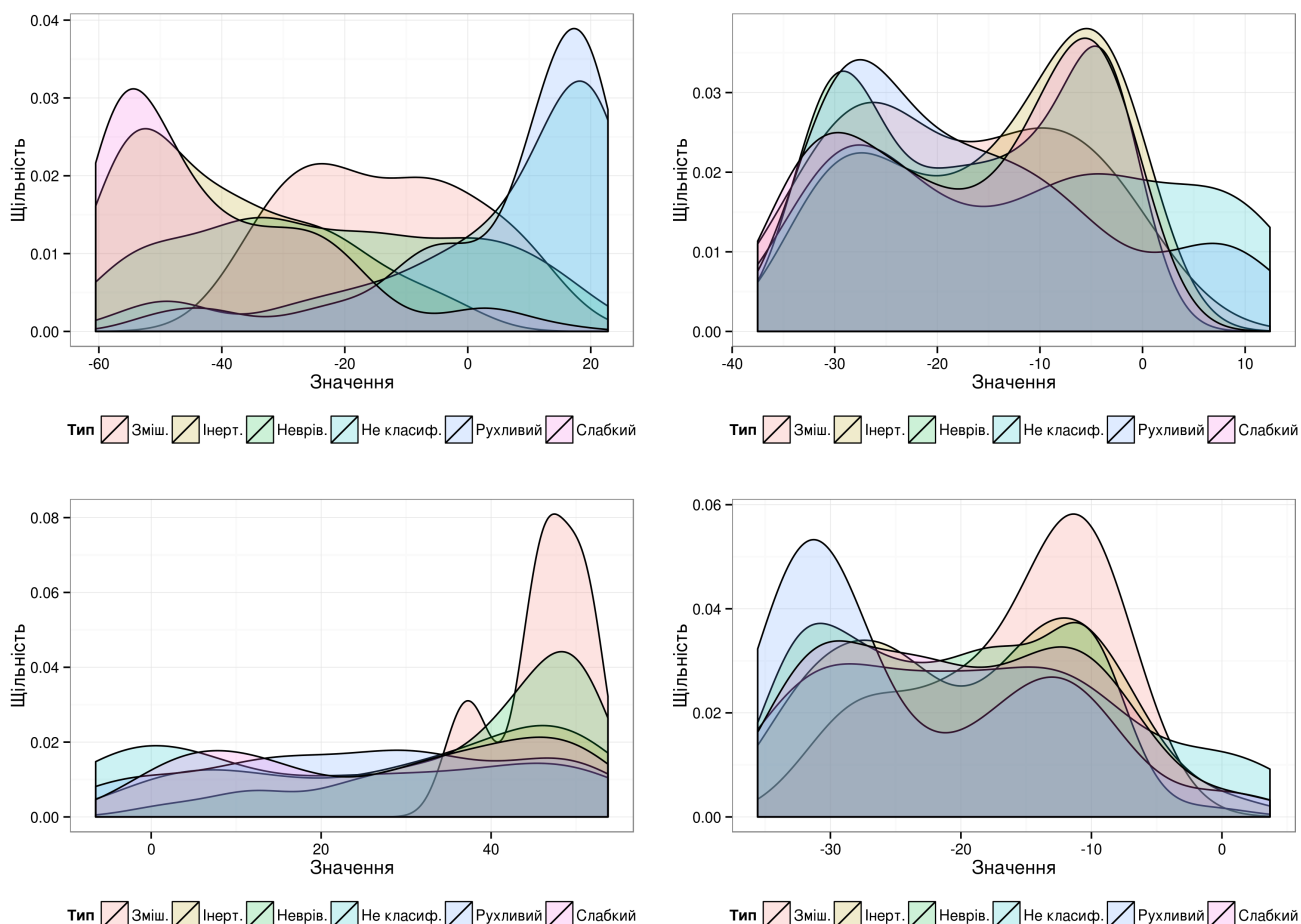 0.04
0.03
0.02
0.01
0.00
Щільність
-60 -40 -20 0 20
Значення
Тип Зміш. Інерт. Неврів. Не класиф. Рухливий Слабкий
0.03
0.02
0.01
0.00
Щільність
-40 -30 -20 -10 0 10
Значення
Тип Зміш. Інерт. Неврів. Не класиф. Рухливий Слабкий
0.08
0.06
0.04
0.02
0.00
Щільність
0 20 40
Значення
Тип Зміш. Інерт. Неврів. Не класиф. Рухливий Слабкий
0.06
0.04
0.02
0.00
Щільність
-30 -20 -10 0
Значення
Тип Зміш. Інерт. Неврів. Не класиф. Рухливий Слабкий